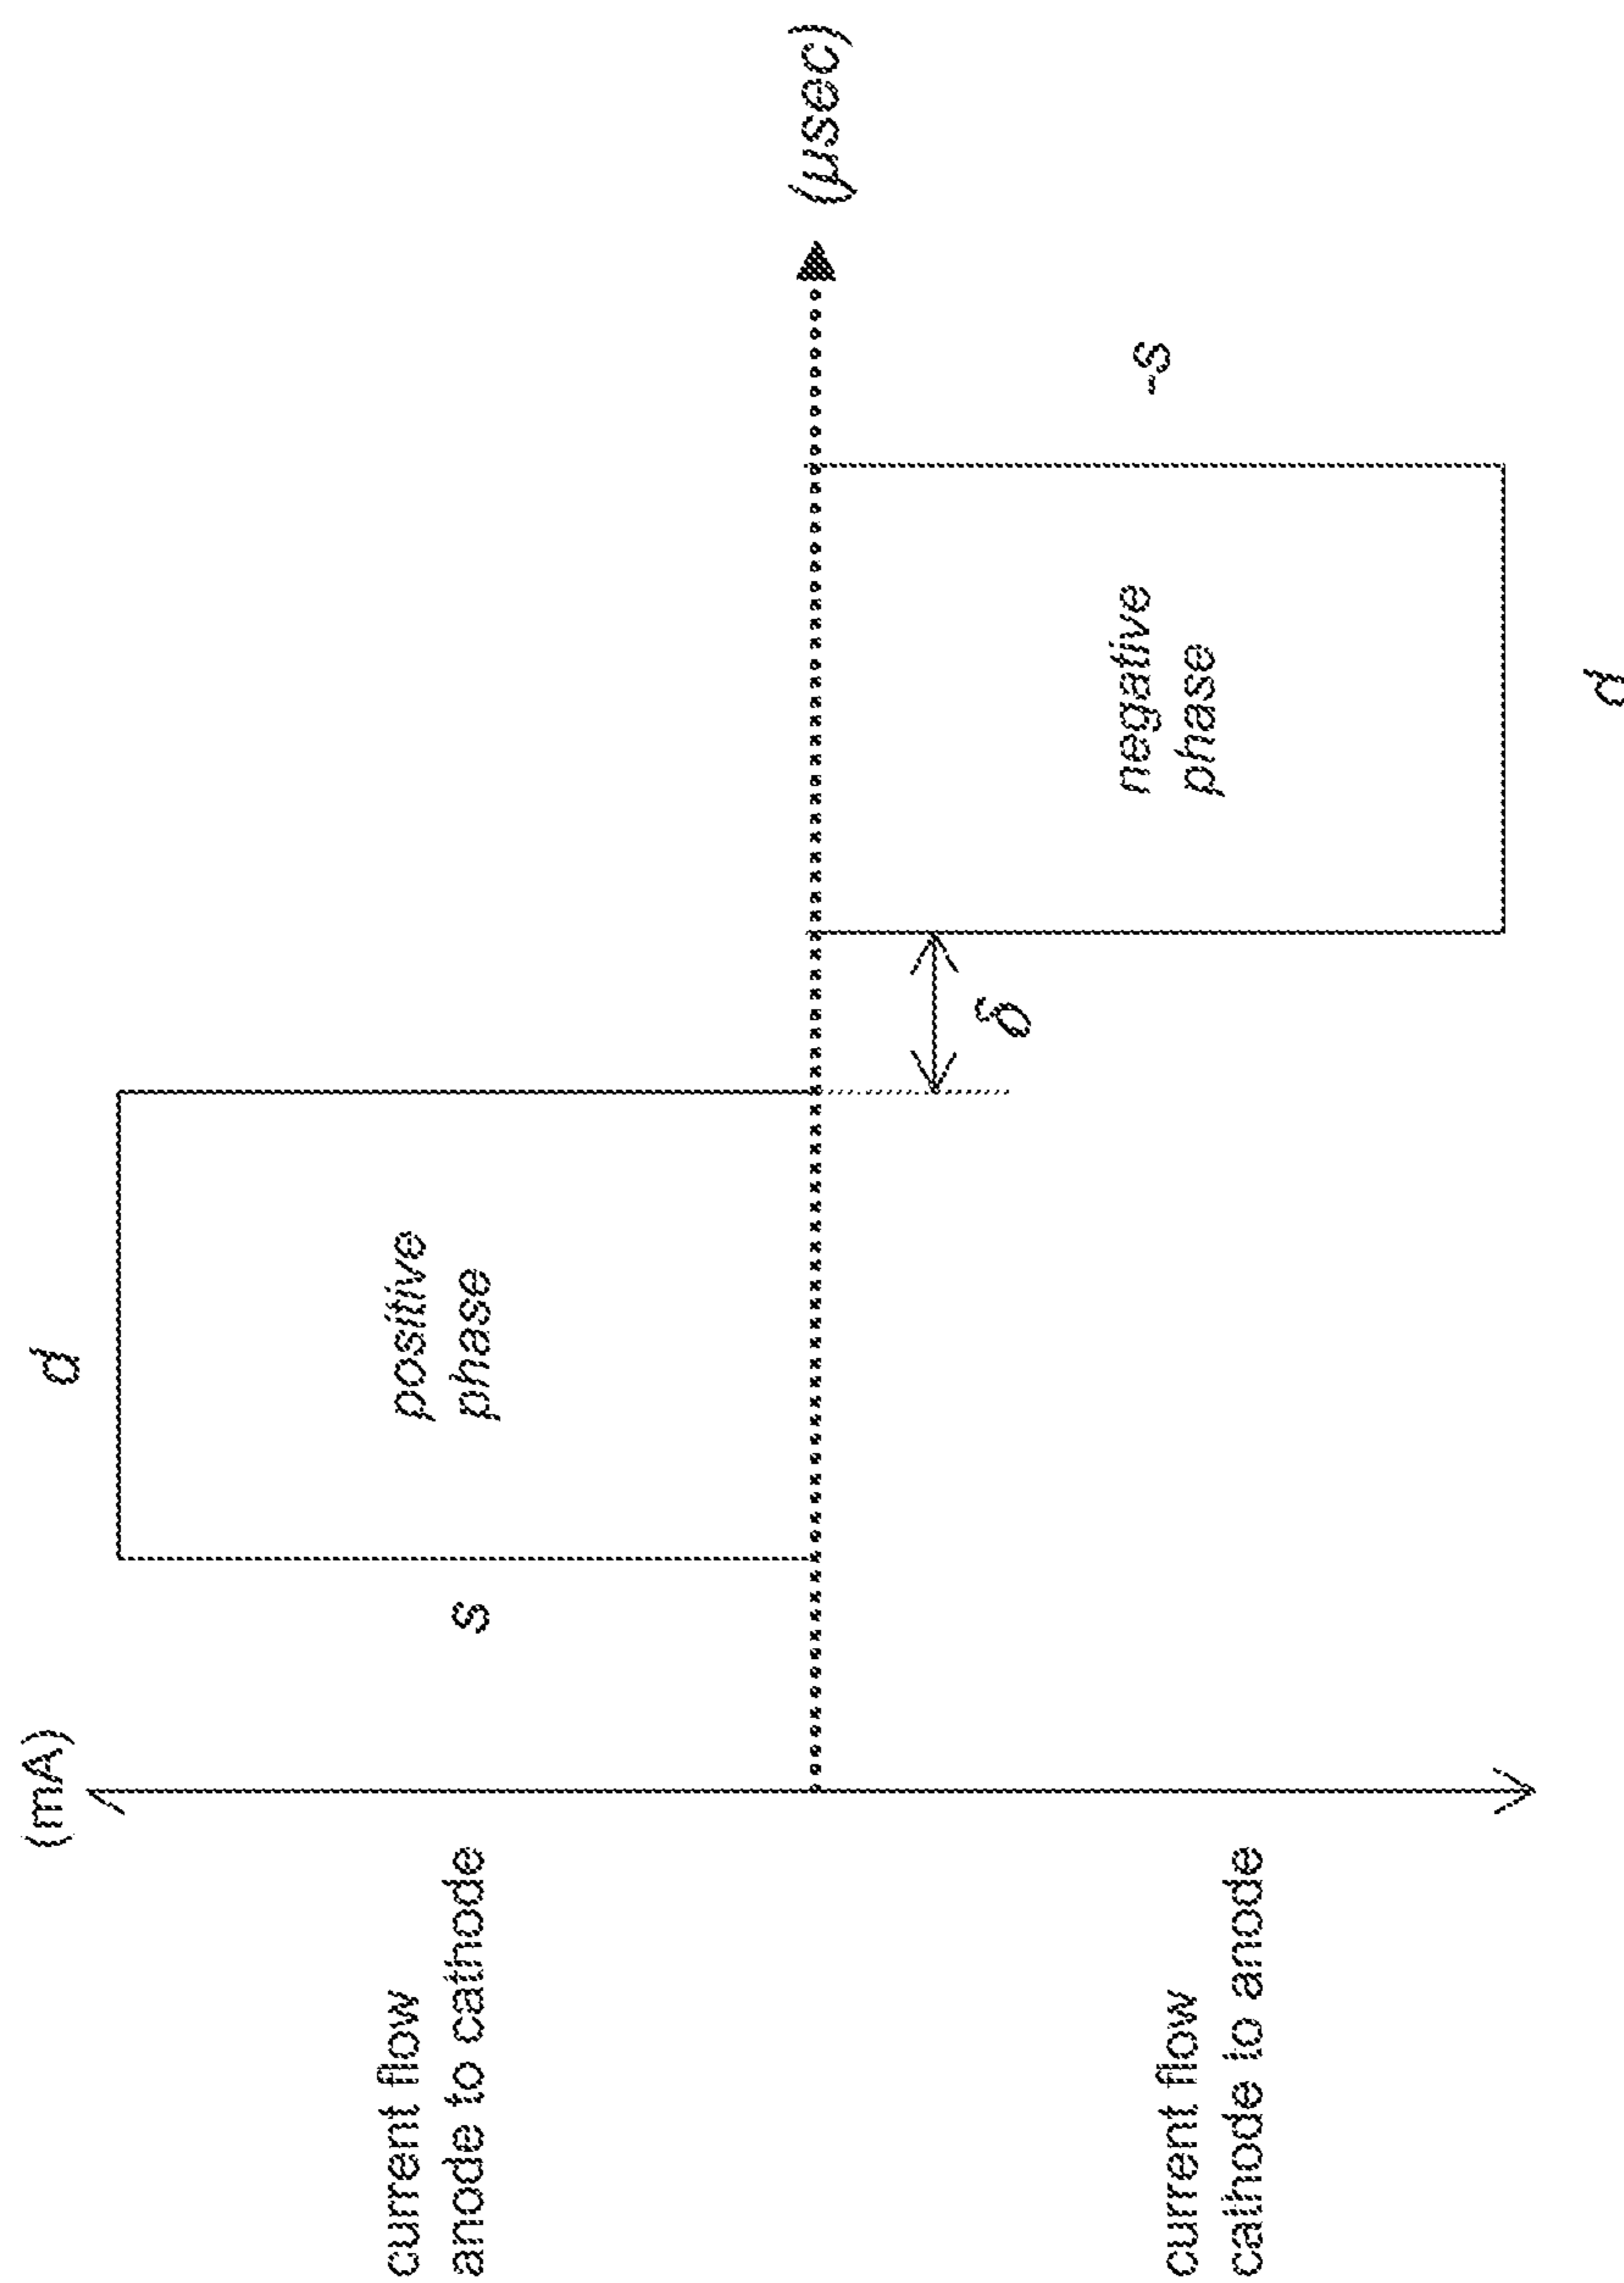 (mA)
d
current flow
anode to cathode
s
positive
phase
(µsec)
δ
current flow
cathode to anode
negative
phase
-s
d